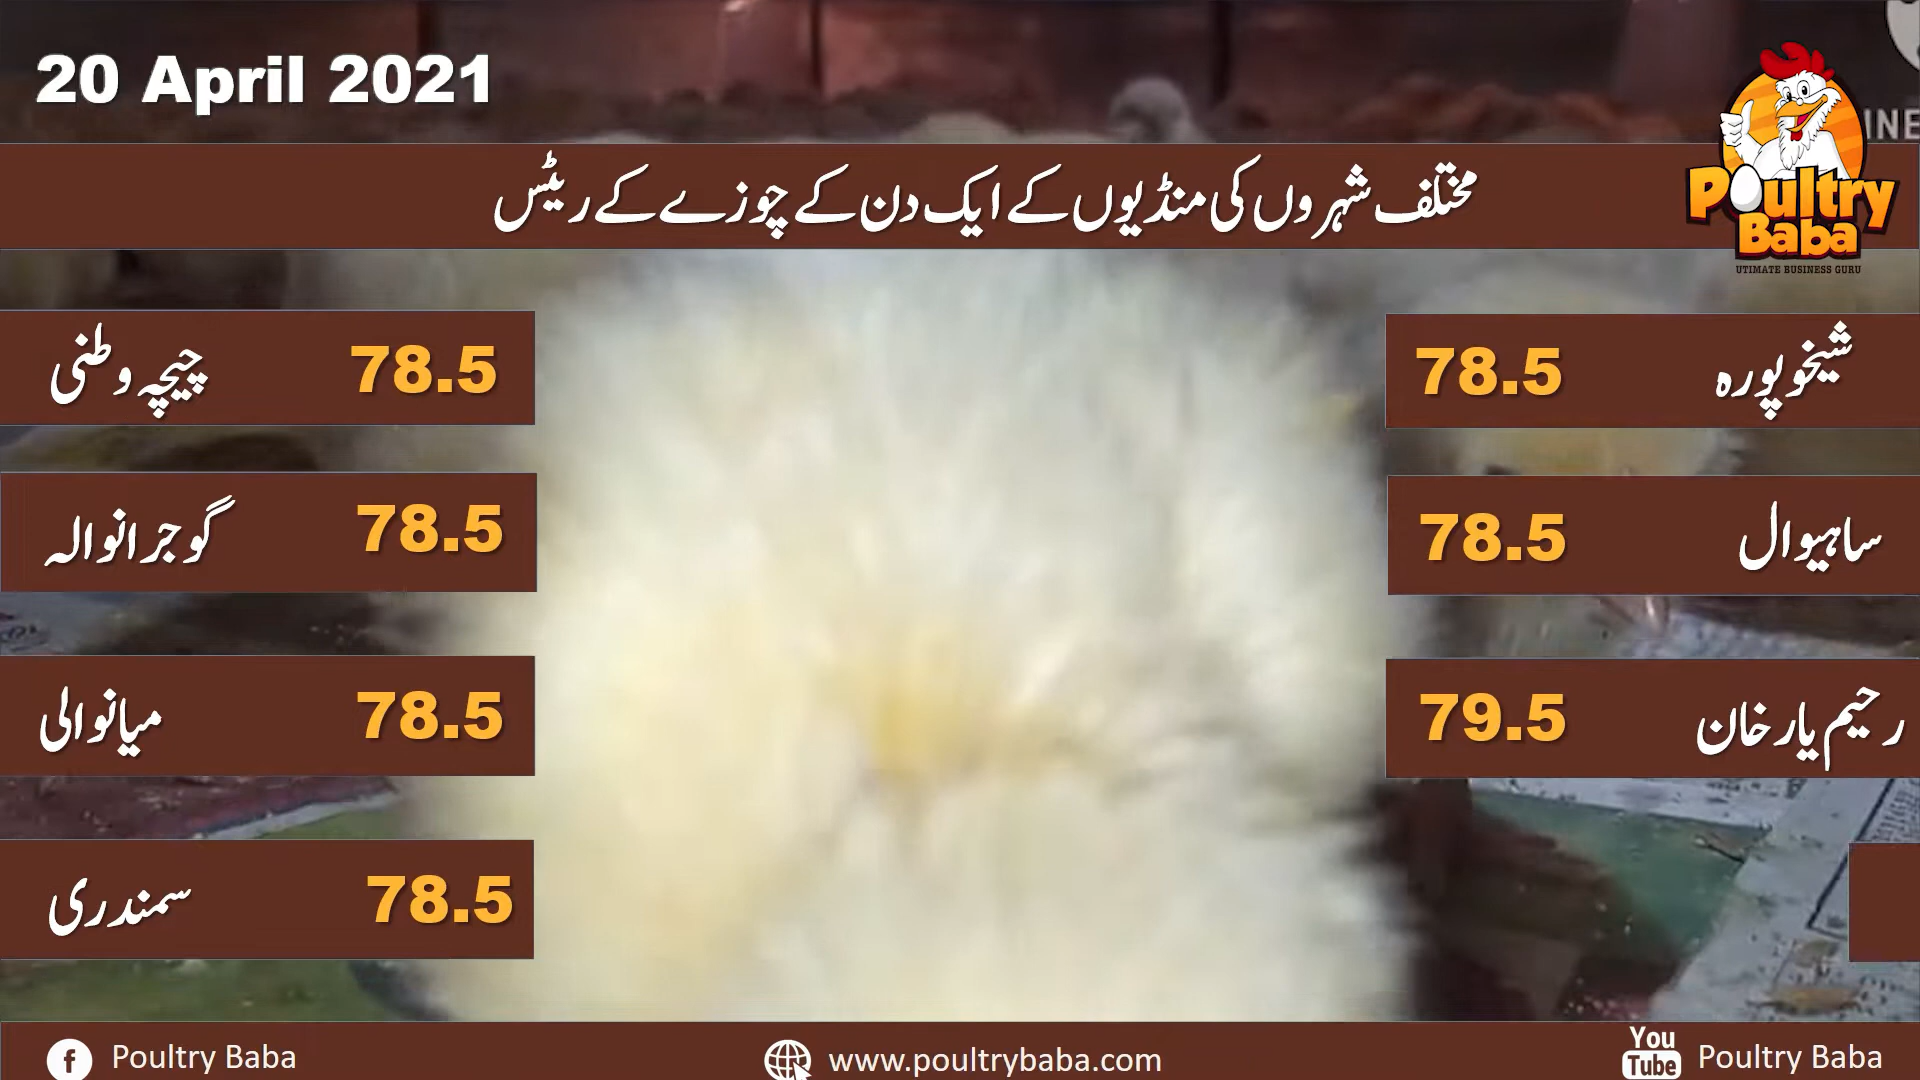 20 April 2021
INE
Poultry
Baba
UTIMATE BUSINESS GURU
مختلف شہروں کی منڈیوں کے ایک دن کے چوزے کے ریٹس
شیخوپورہ 78.5
چیچہ وطنی 78.5
ساہیوال 78.5
گوجرانوالہ 78.5
رحیم یار خان 79.5
میانوالی 78.5
سمندری 78.5
Poultry Baba
www.poultrybaba.com
You Tube Poultry Baba